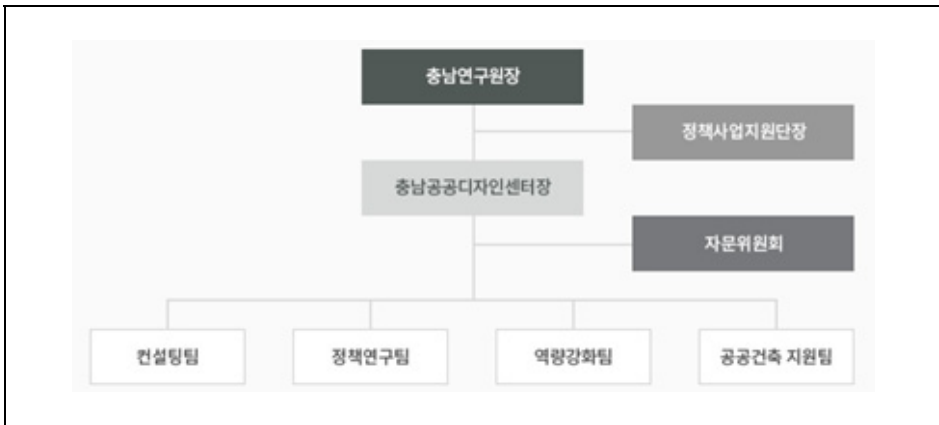 충남연구원장
정책사업지원단장
충남공공디자인센터장
자문위원회
컨설팅팀
정책연구팀
역량강화팀
공공건축 지원팀